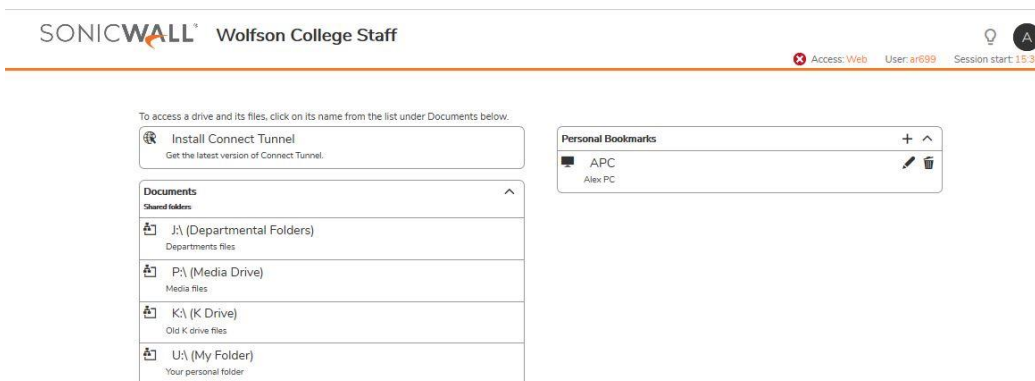 SONICWALL Wolfson College Staff
A
Access: Web User: ar699 Session start: 15:3
To access a drive and its files, click on its name from the list under Documents below.
Install Connect Tunnel
Get the latest version of Connect Tunnel.
Documents
Shared folders
J:\ (Departmental Folders)
Departments files
P:\ (Media Drive)
Media files
K:\ (K Drive)
Old K drive files
U:\ (My Folder)
Your personal folder
Personal Bookmarks
APC
Alex PC